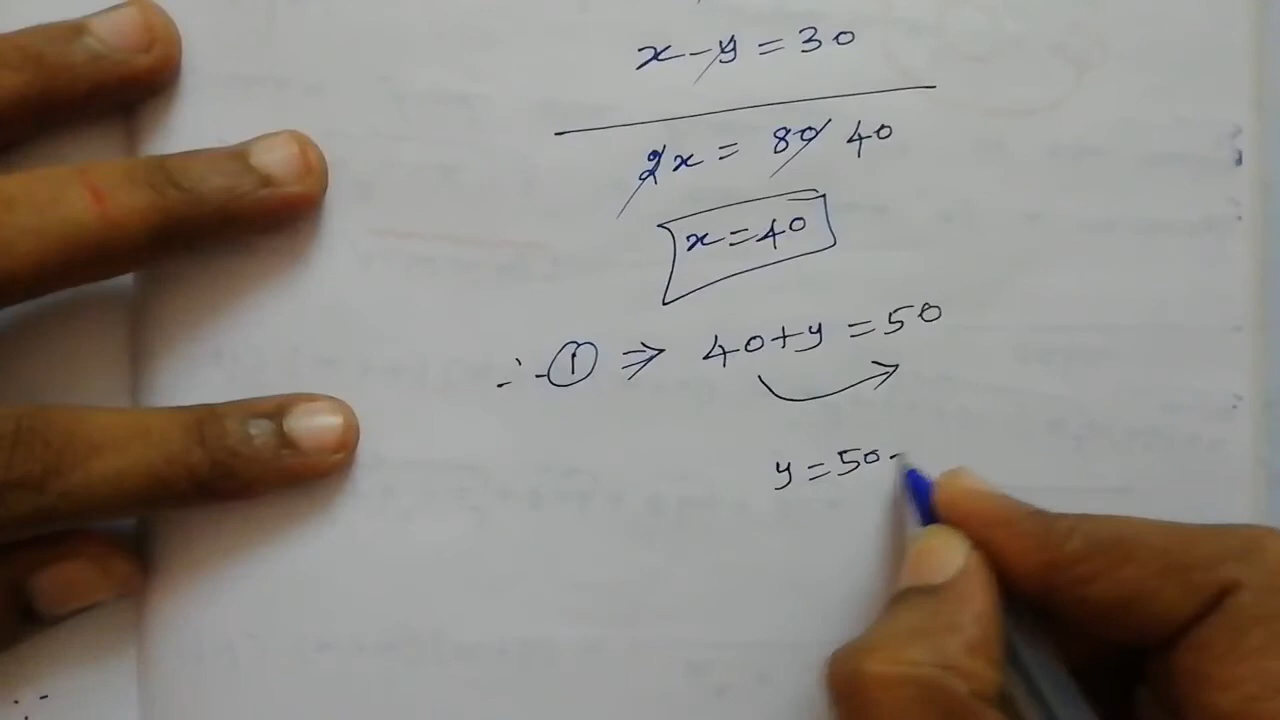 x - y = 30
2x = 80 40
x = 40
∴ ① ⇒ 40 + y = 50
y = 50 -